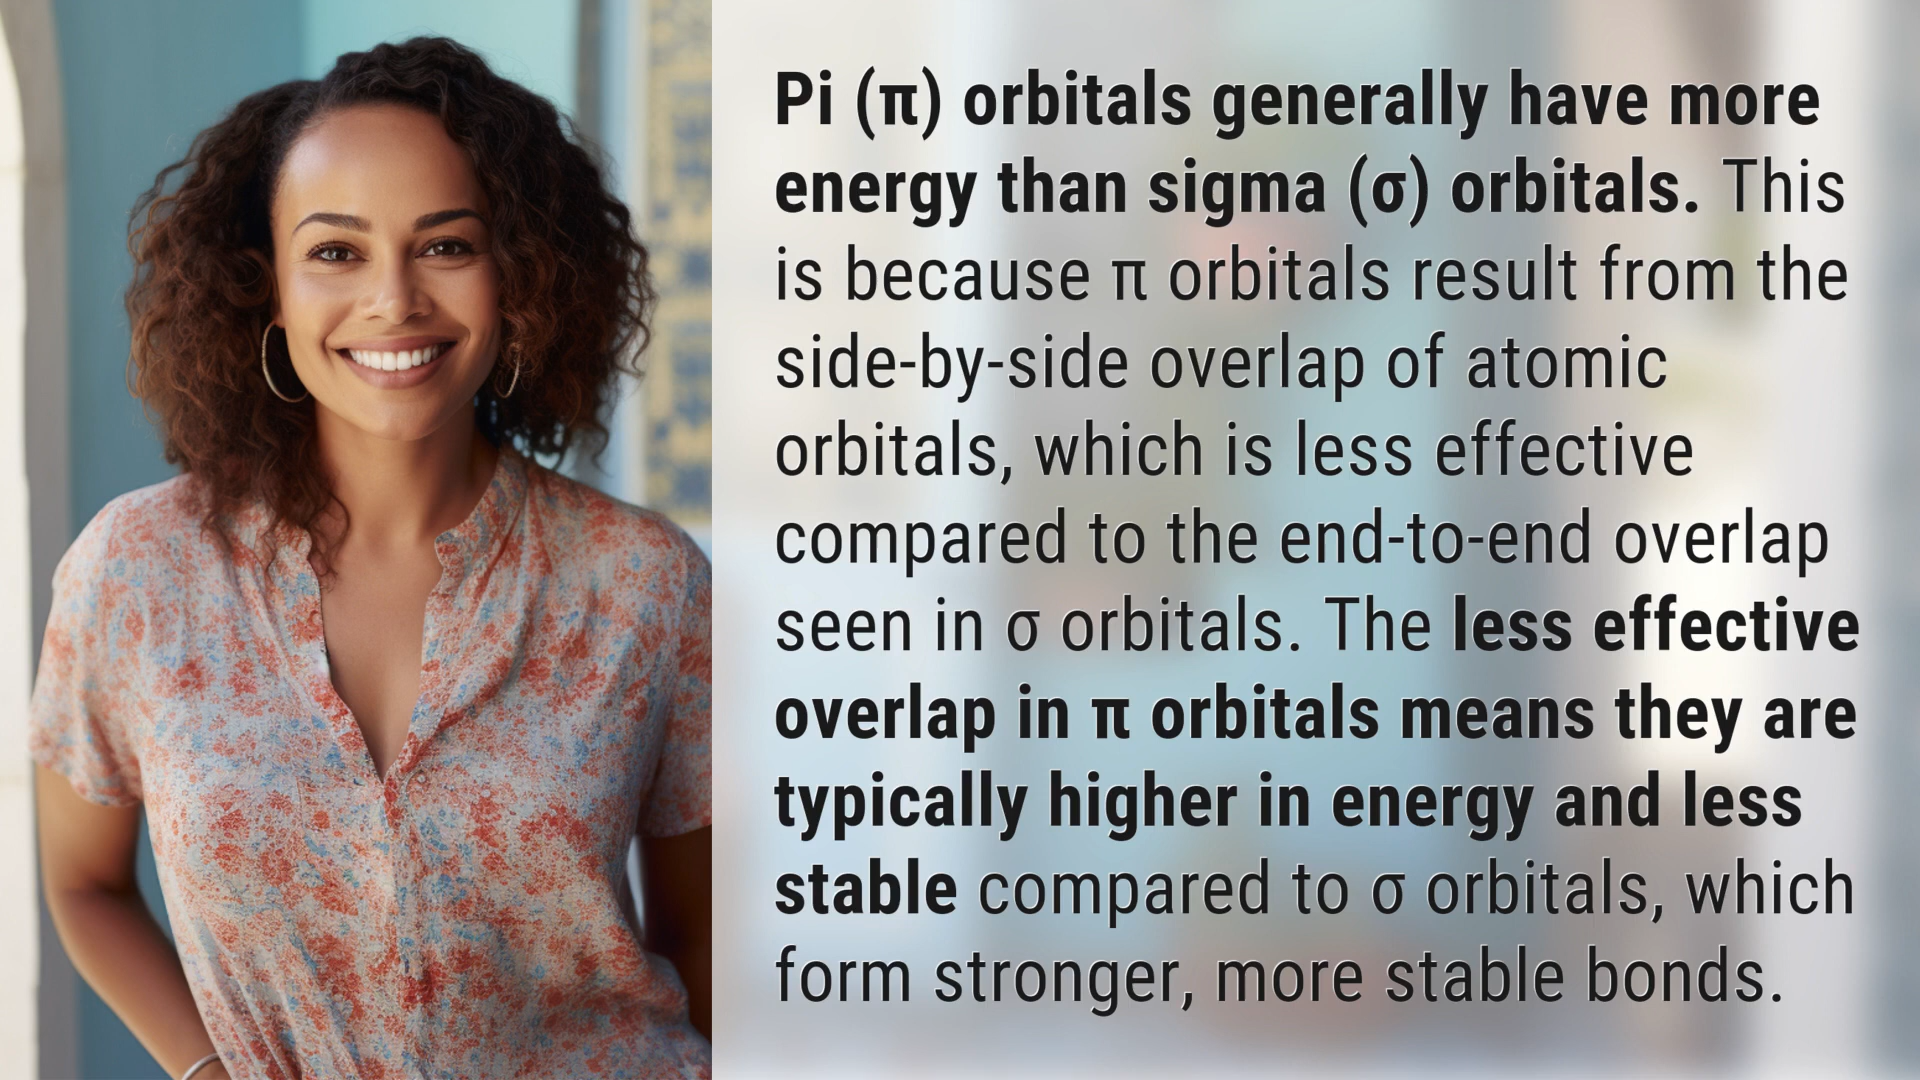 Pi (π) orbitals generally have more
energy than sigma (σ) orbitals. This
is because π orbitals result from the
side-by-side overlap of atomic
orbitals, which is less effective
compared to the end-to-end overlap
seen in σ orbitals. The less effective
overlap in π orbitals means they are
typically higher in energy and less
stable compared to σ orbitals, which
form stronger, more stable bonds.